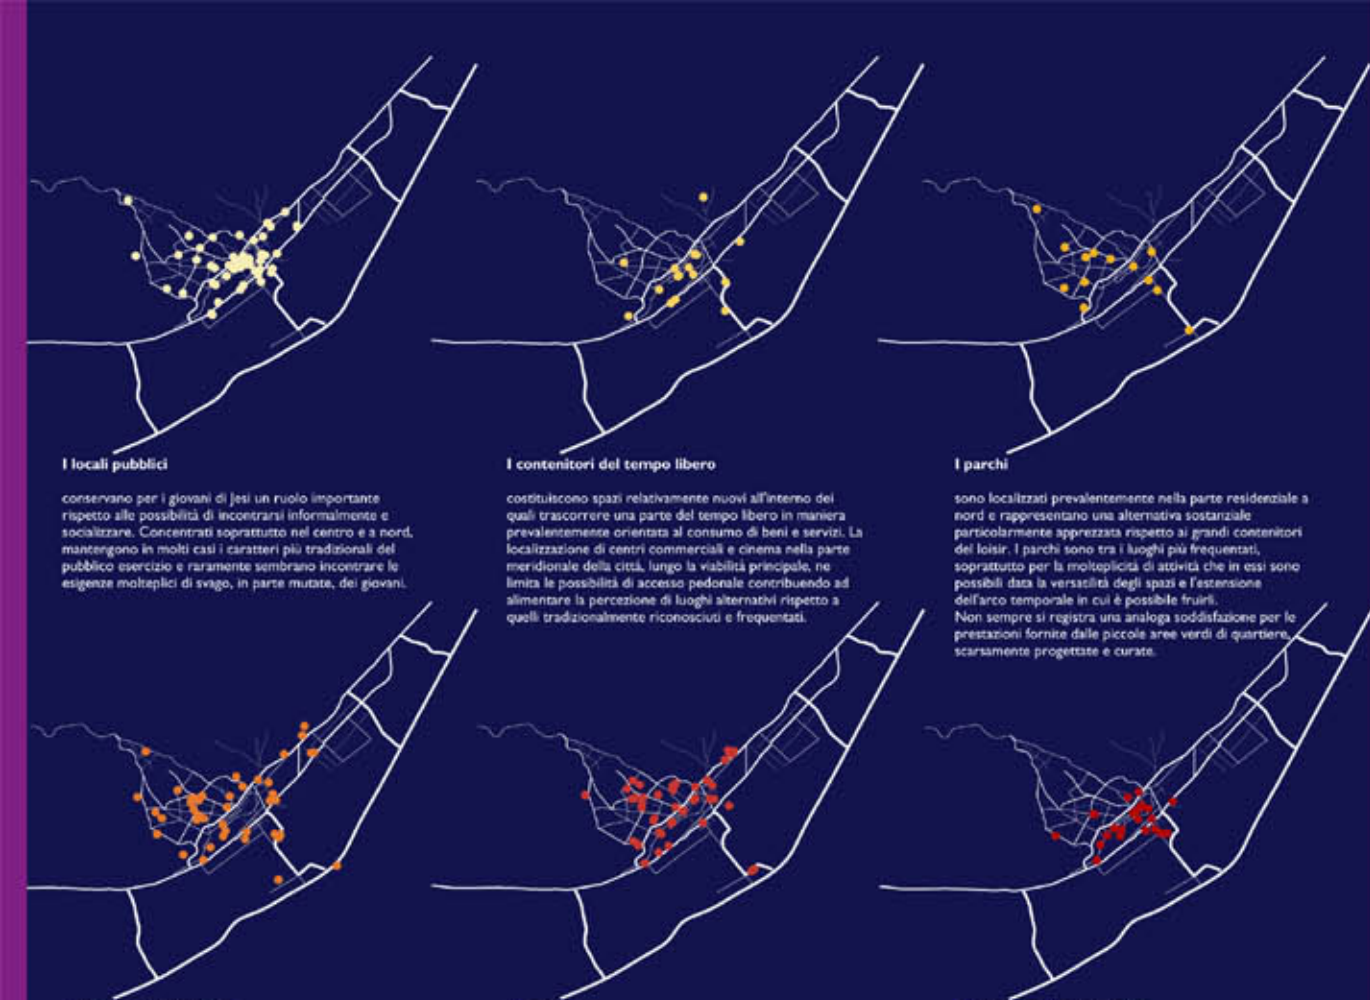 I locali pubblici
conservano per i giovani di Jesi un ruolo importante
rispetto alle possibilità di incontrarsi informalmente e
socializzare. Concentrati soprattutto nel centro e a nord,
mantengono in molti casi i caratteri più tradizionali del
pubblico esercizio e raramente sembrano incontrare le
esigenze molteplici di svago, in parte mutate, dei giovani.
I contenitori del tempo libero
costituiscono spazi relativamente nuovi all'interno dei
quali trascorrere una parte del tempo libero in maniera
prevalentemente orientata al consumo di beni e servizi. La
localizzazione di centri commerciali e cinema nella parte
meridionale della città, lungo la viabilità principale, ne
limita le possibilità di accesso pedonale contribuendo ad
alimentare la percezione di luoghi alternativi rispetto a
quelli tradizionalmente riconosciuti e frequentati.
I parchi
sono localizzati prevalentemente nella parte residenziale a
nord e rappresentano una alternativa sostanziale
particolarmente apprezzata rispetto ai grandi contenitori
del loisir. I parchi sono tra i luoghi più frequentati,
soprattutto per la molteplicità di attività che in essi sono
possibili data la versatilità degli spazi e l'estensione
dell'arco temporale in cui è possibile fruirli.
Non sempre si registra una analoga soddisfazione per le
prestazioni fornite dalle piccole aree verdi di quartiere,
scarsamente progettate e curate.